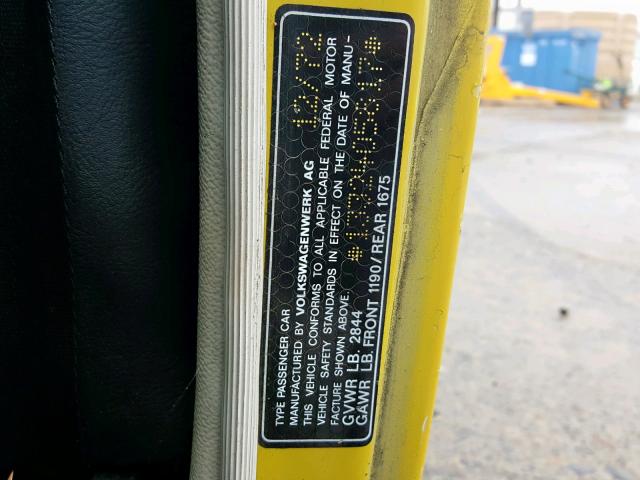 TYPE PASSENGER CAR
MANUFACTURED BY VOLKSWAGENWERK AG 12/72
THIS VEHICLE CONFORMS TO ALL APPLICABLE FEDERAL MOTOR
VEHICLE SAFETY STANDARDS IN EFFECT ON THE DATE OF MANU-
FACTURE SHOWN ABOVE.
GVWR LB. 2844
GAWR LB. FRONT 1190/REAR 1675